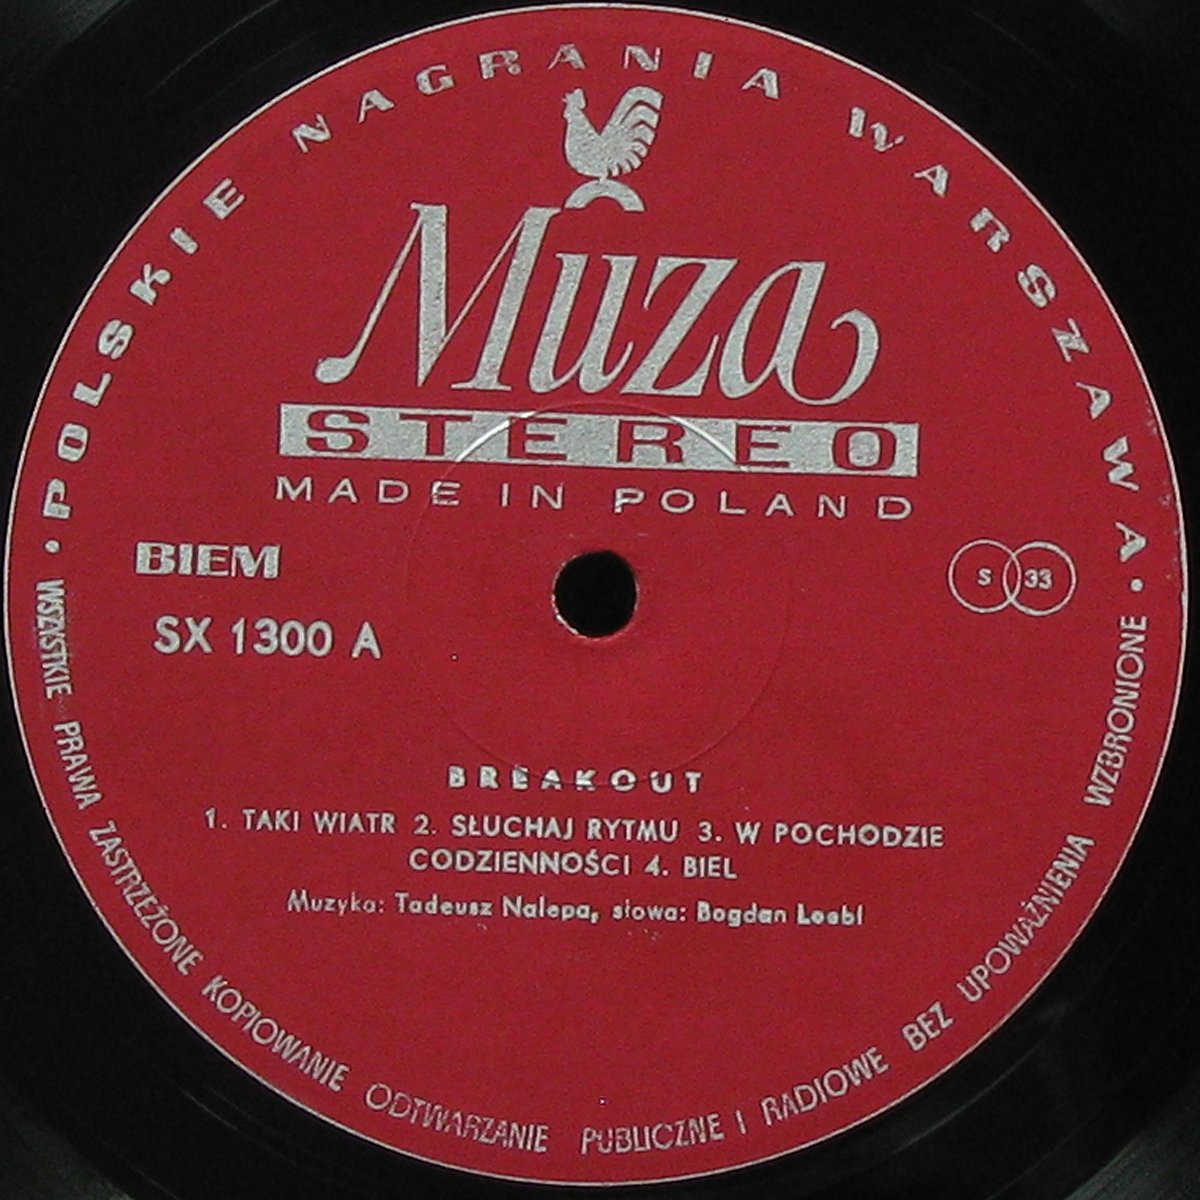 • POLSKIE NAGRANIA WARSZAWA •
Muza
STEREO
MADE IN POLAND
BIEM
S 33
SX 1300 A
BREAKOUT
1. TAKI WIATR 2. SŁUCHAJ RYTMU 3. W POCHODZIE
CODZIENNOŚCI 4. BIEL
Muzyka: Tadeusz Nalepa, słowa: Bogdan Loebl
WSZYSTKIE PRAWA ZASTRZEŻONE KOPIOWANIE ODTWARZANIE PUBLICZNE I RADIOWE BEZ UPOWAŻNIENIA WZBRONIONE